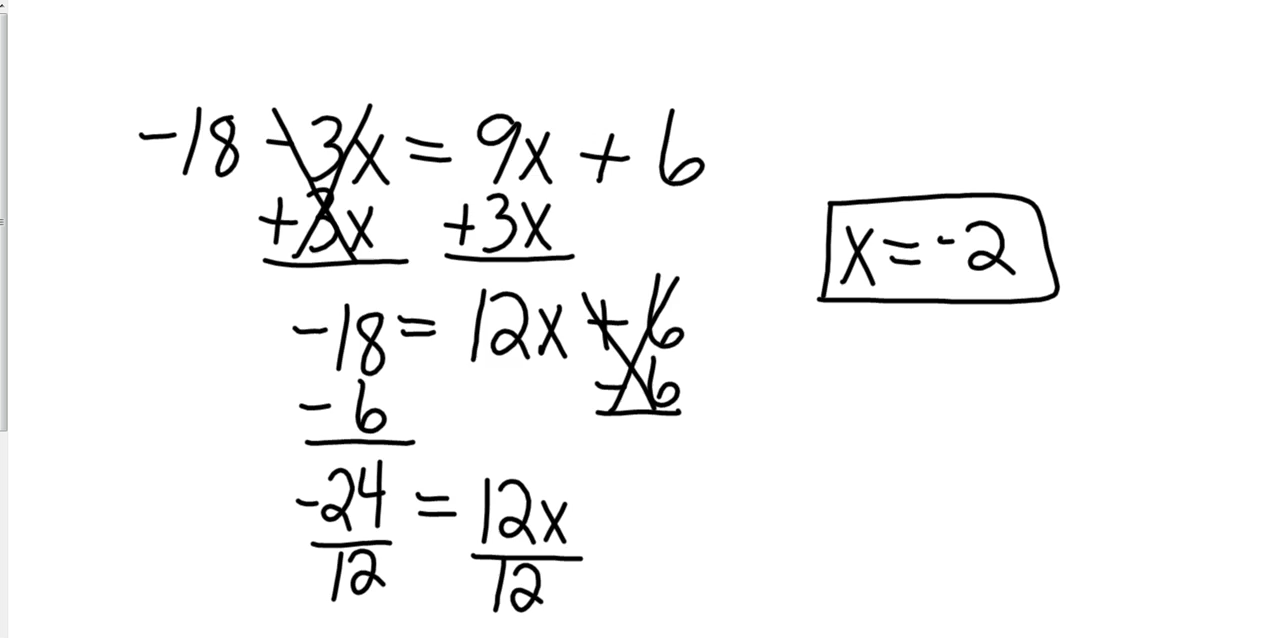 -18 -3x = 9x + 6
+3x +3x
x = -2
-18 = 12x + 6
-6 -6
-24 = 12x
12 12